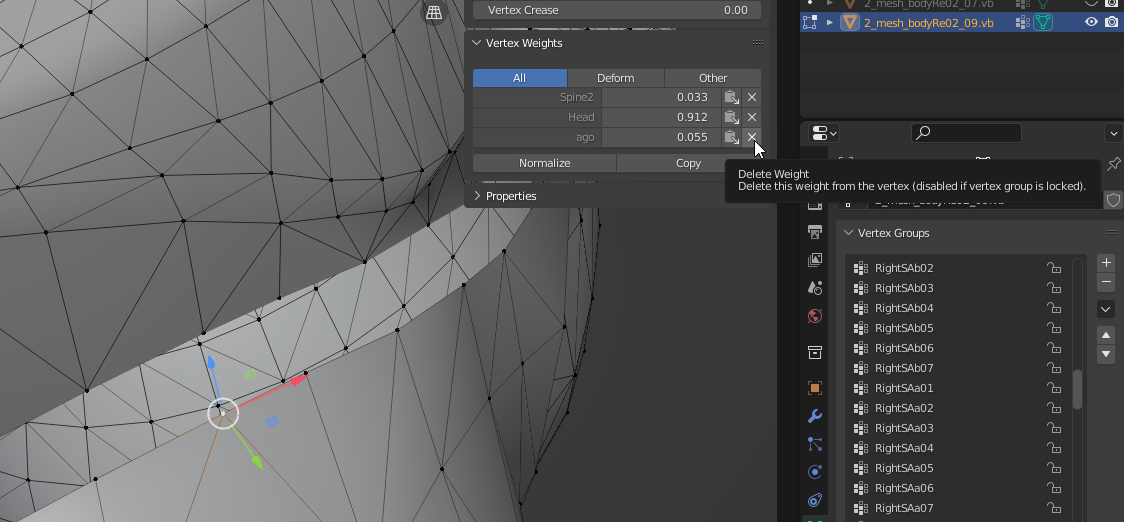 2_mesh_bodyRe02_07.vb
Vertex Crease 0.00
2_mesh_bodyRe02_09.vb
Vertex Weights
All Deform Other
Spine2 0.033
Head 0.912
ago 0.055
Normalize Copy
Delete Weight
Delete this weight from the vertex (disabled if vertex group is locked).
Properties
Vertex Groups
RightSAb02
RightSAb03
RightSAb04
RightSAb05
RightSAb06
RightSAb07
RightSAa01
RightSAa02
RightSAa03
RightSAa04
RightSAa05
RightSAa06
RightSAa07